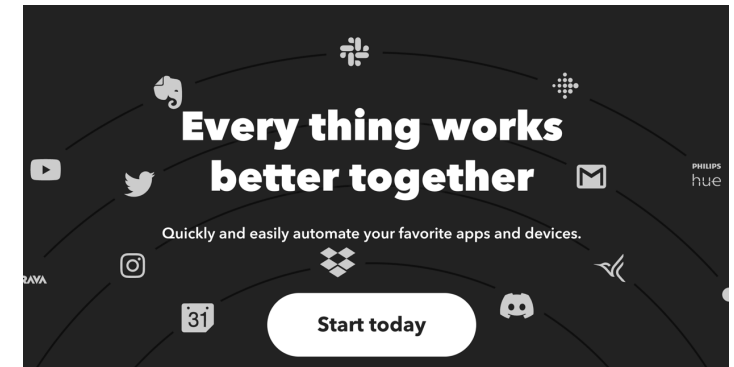 Every thing works
better together
PHILIPS
hue
Quickly and easily automate your favorite apps and devices.
RAVA
31
Start today